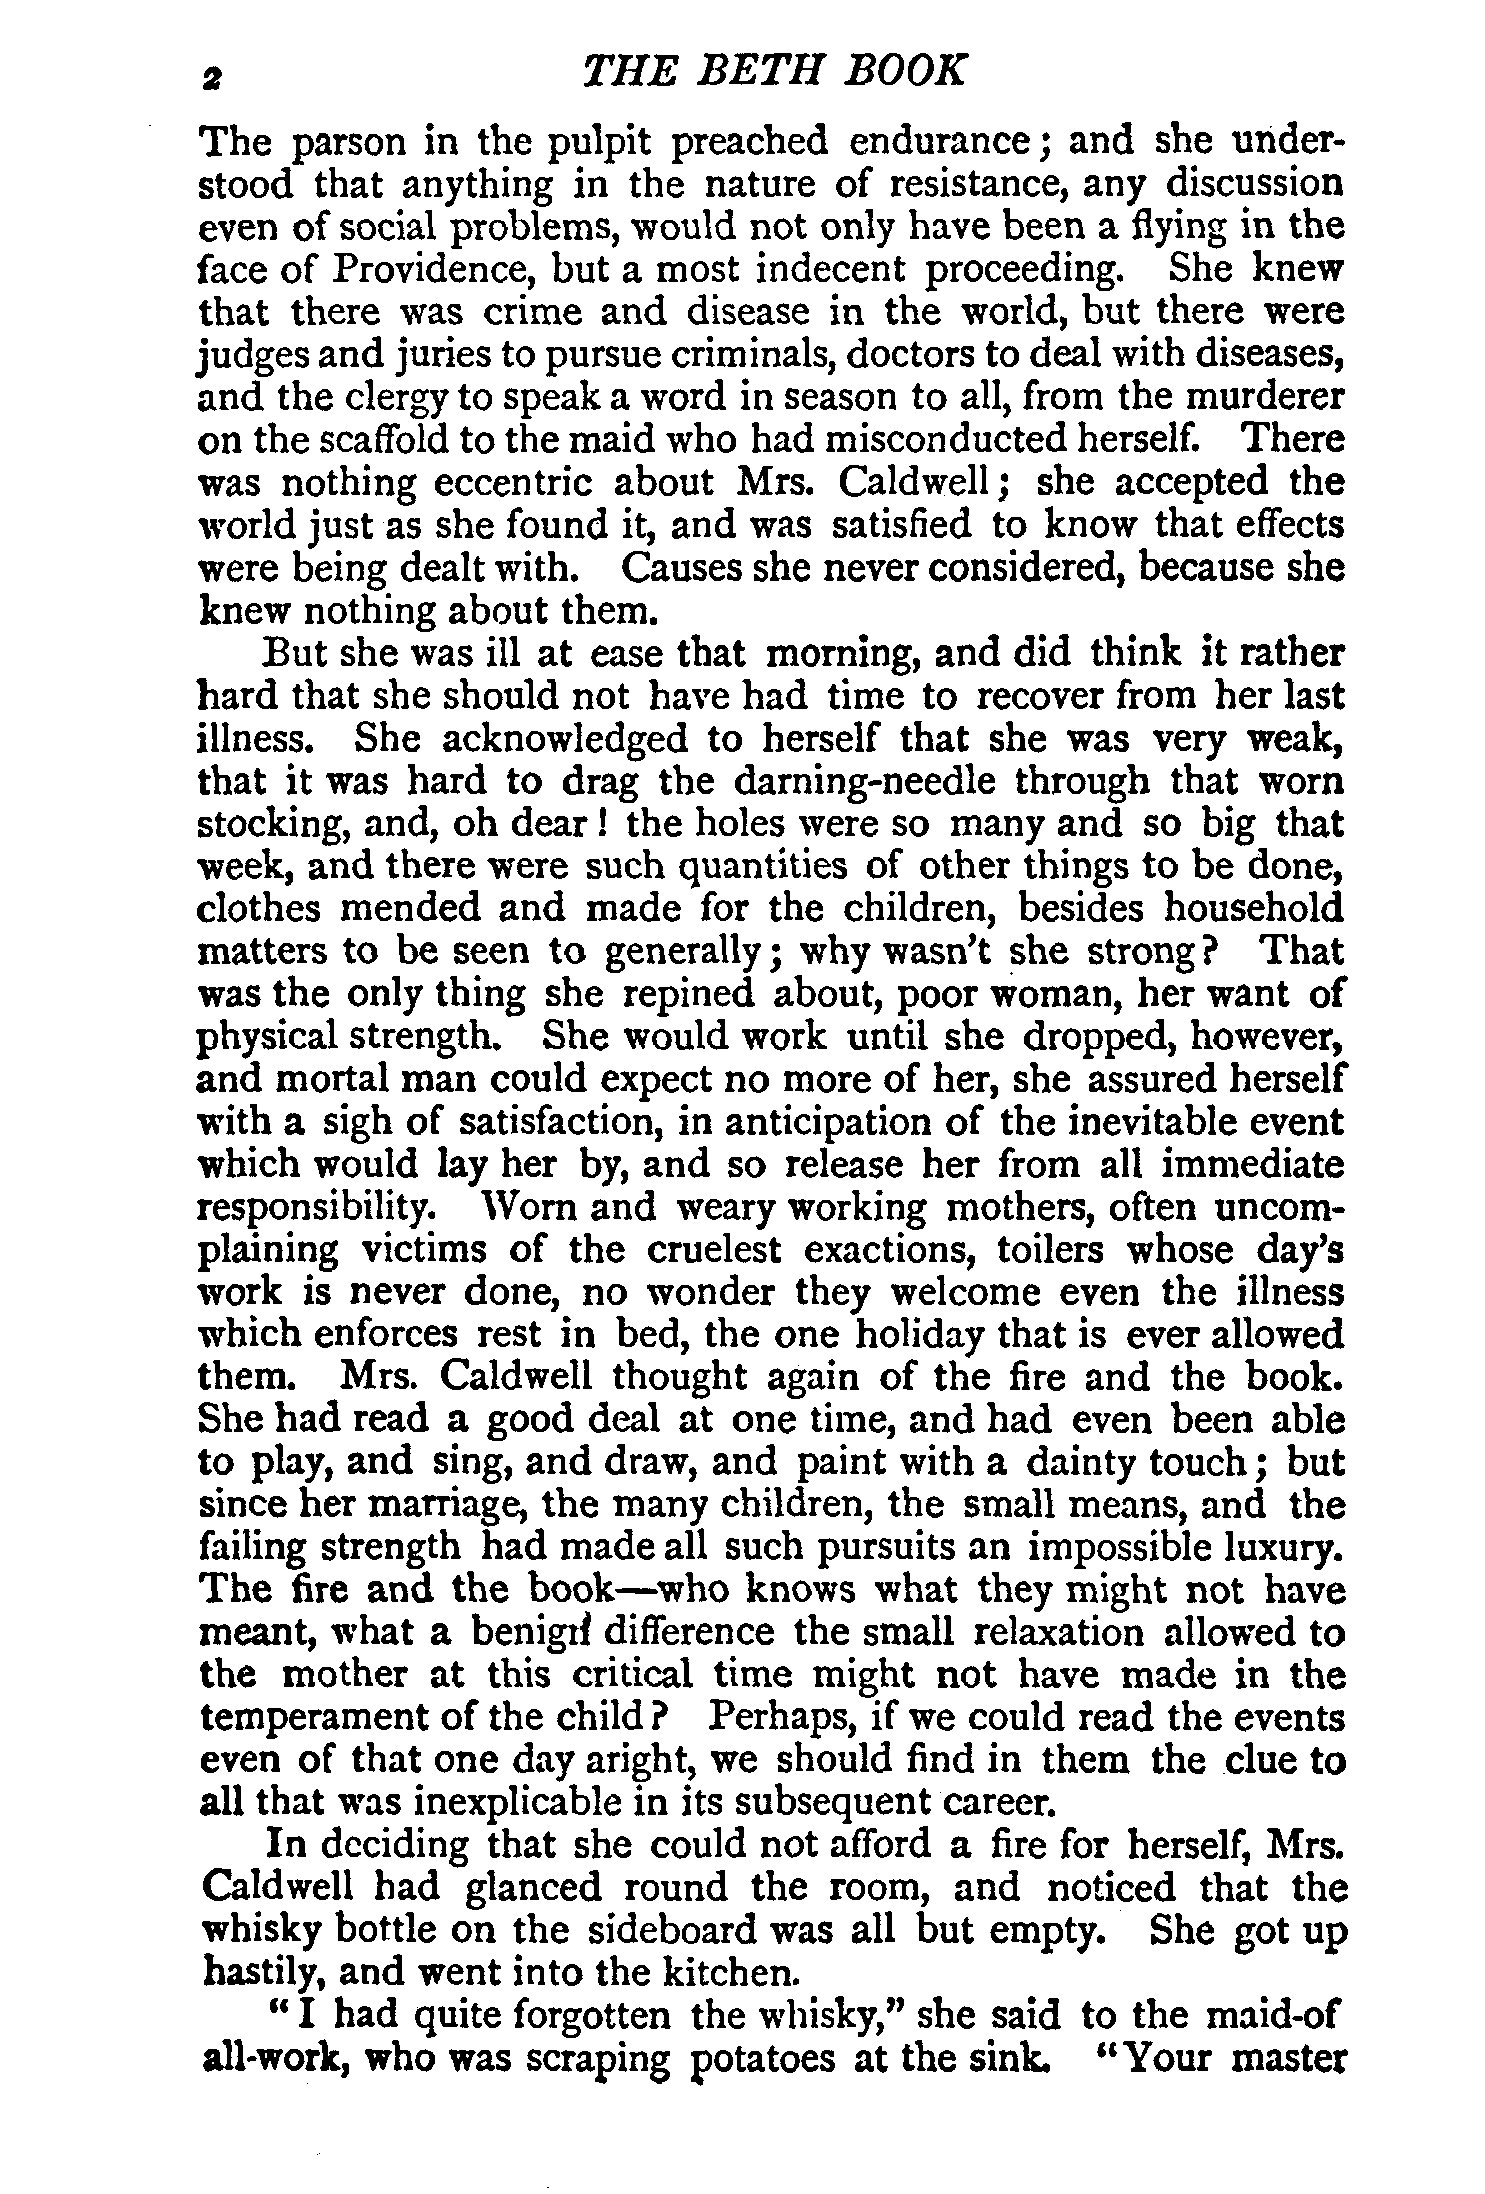 2 THE BETH BOOK
The parson in the pulpit preached endurance; and she under-
stood that anything in the nature of resistance, any discussion
even of social problems, would not only have been a flying in the
face of Providence, but a most indecent proceeding. She knew
that there was crime and disease in the world, but there were
judges and juries to pursue criminals, doctors to deal with diseases,
and the clergy to speak a word in season to all, from the murderer
on the scaffold to the maid who had misconducted herself. There
was nothing eccentric about Mrs. Caldwell; she accepted the
world just as she found it, and was satisfied to know that effects
were being dealt with. Causes she never considered, because she
knew nothing about them.
But she was ill at ease that morning, and did think it rather
hard that she should not have had time to recover from her last
illness. She acknowledged to herself that she was very weak,
that it was hard to drag the darning-needle through that worn
stocking, and, oh dear! the holes were so many and so big that
week, and there were such quantities of other things to be done,
clothes mended and made for the children, besides household
matters to be seen to generally; why wasn't she strong? That
was the only thing she repined about, poor woman, her want of
physical strength. She would work until she dropped, however,
and mortal man could expect no more of her, she assured herself
with a sigh of satisfaction, in anticipation of the inevitable event
which would lay her by, and so release her from all immediate
responsibility. Worn and weary working mothers, often uncom-
plaining victims of the cruelest exactions, toilers whose day's
work is never done, no wonder they welcome even the illness
which enforces rest in bed, the one holiday that is ever allowed
them. Mrs. Caldwell thought again of the fire and the book.
She had read a good deal at one time, and had even been able
to play, and sing, and draw, and paint with a dainty touch; but
since her marriage, the many children, the small means, and the
failing strength had made all such pursuits an impossible luxury.
The fire and the book—who knows what they might not have
meant, what a benign difference the small relaxation allowed to
the mother at this critical time might not have made in the
temperament of the child? Perhaps, if we could read the events
even of that one day aright, we should find in them the clue to
all that was inexplicable in its subsequent career.
In deciding that she could not afford a fire for herself, Mrs.
Caldwell had glanced round the room, and noticed that the
whisky bottle on the sideboard was all but empty. She got up
hastily, and went into the kitchen.
"I had quite forgotten the whisky," she said to the maid-of
all-work, who was scraping potatoes at the sink. "Your master